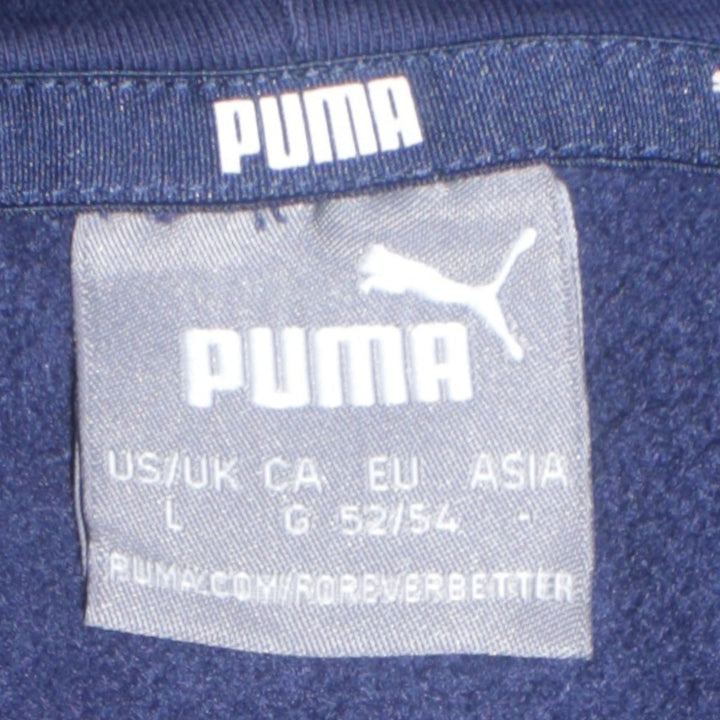 PUMA
PUMA
US/UK CA EU ASIA
L G 52/54 -
PUMA.COM/FOREVERBETTER